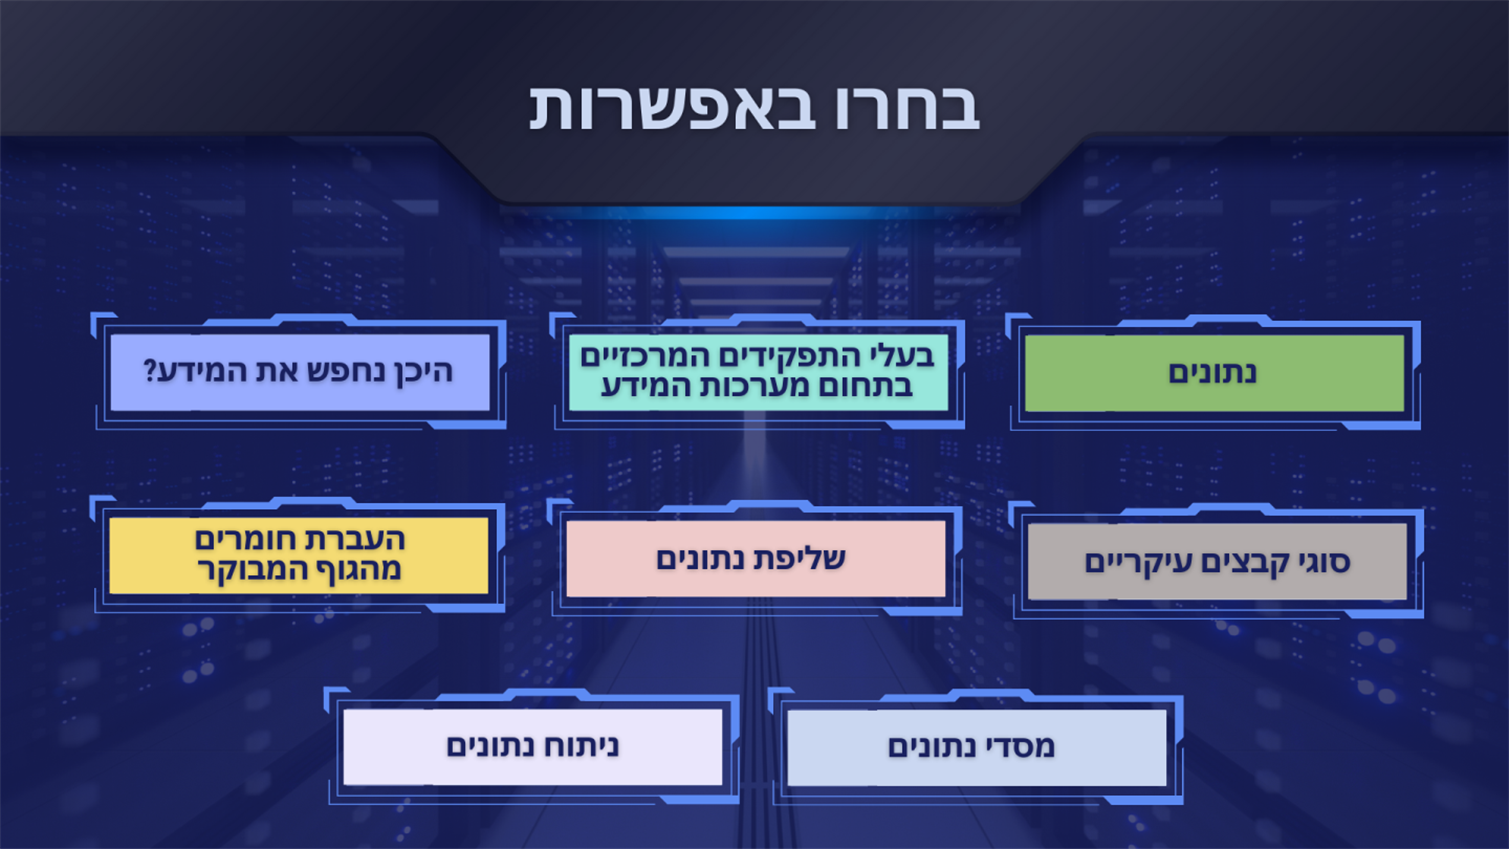 בחרו באפשרות
נתונים
בעלי התפקידים המרכזיים
בתחום מערכות המידע
היכן נחפש את המידע?
סוגי קבצים עיקריים
שליפת נתונים
העברת חומרים
מהגוף המבוקר
מסדי נתונים
ניתוח נתונים